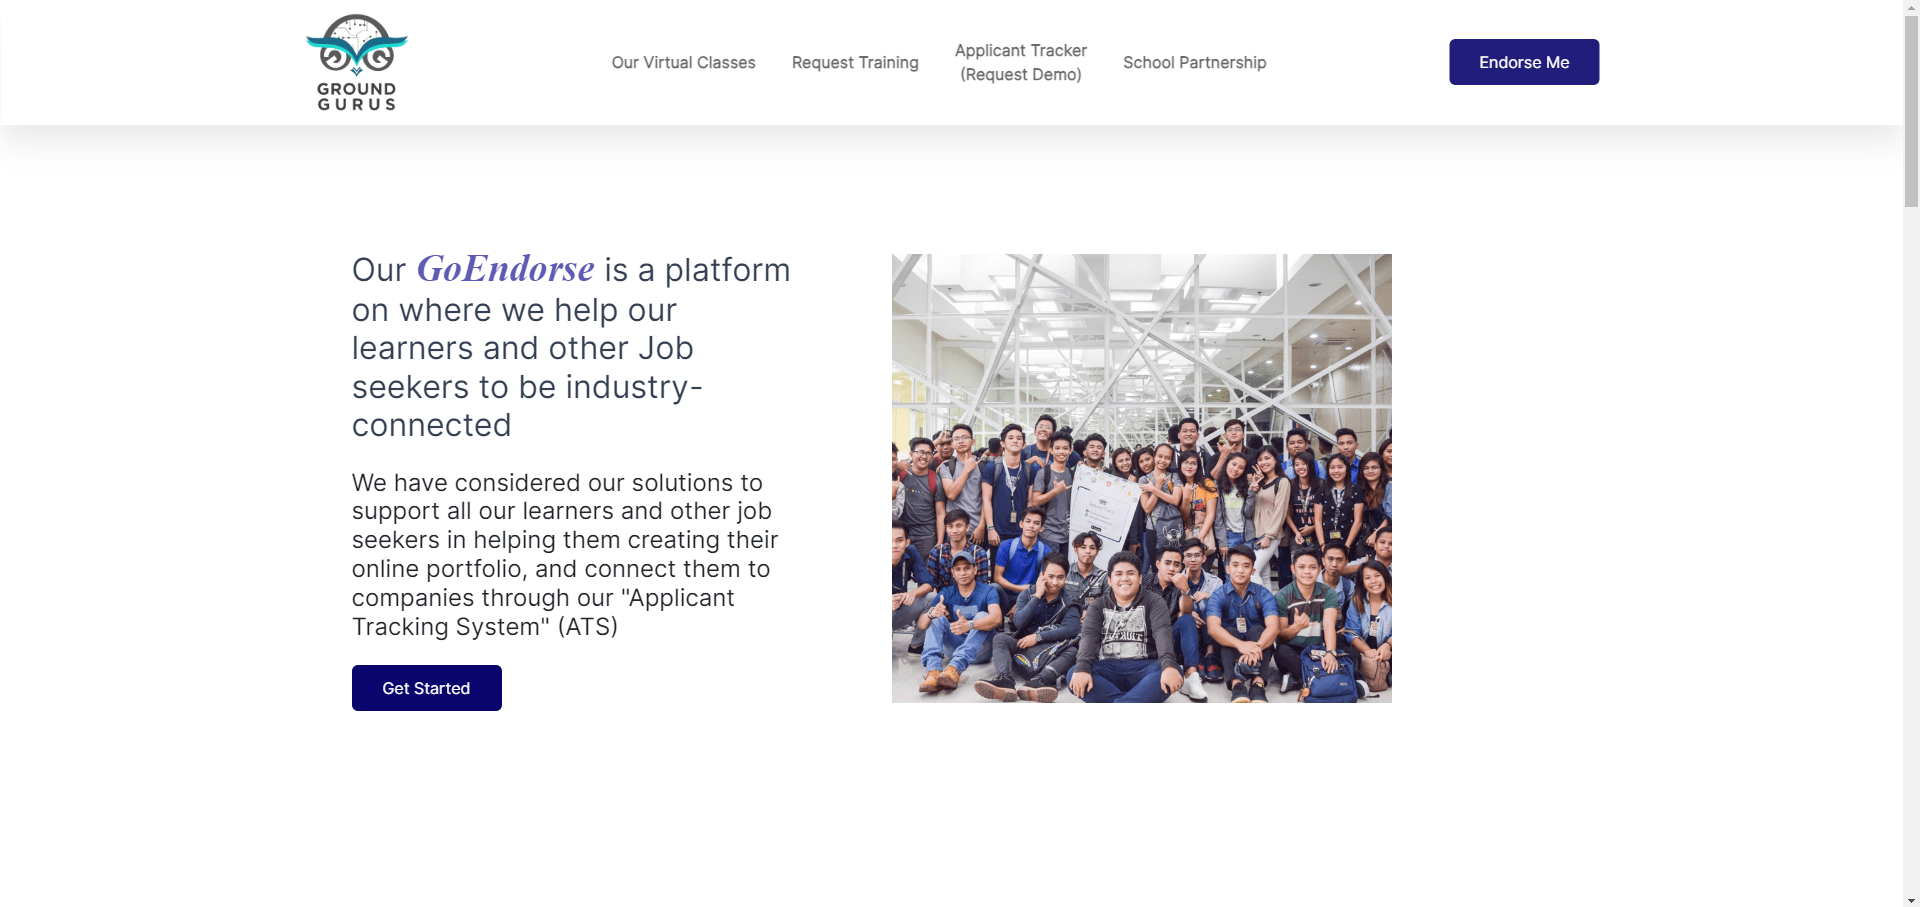 GROUND
GURUS
Our Virtual Classes
Request Training
Applicant Tracker
(Request Demo)
School Partnership
Endorse Me
Our GoEndorse is a platform
on where we help our
learners and other Job
seekers to be industry-
connected
We have considered our solutions to
support all our learners and other job
seekers in helping them creating their
online portfolio, and connect them to
companies through our "Applicant
Tracking System" (ATS)
Get Started